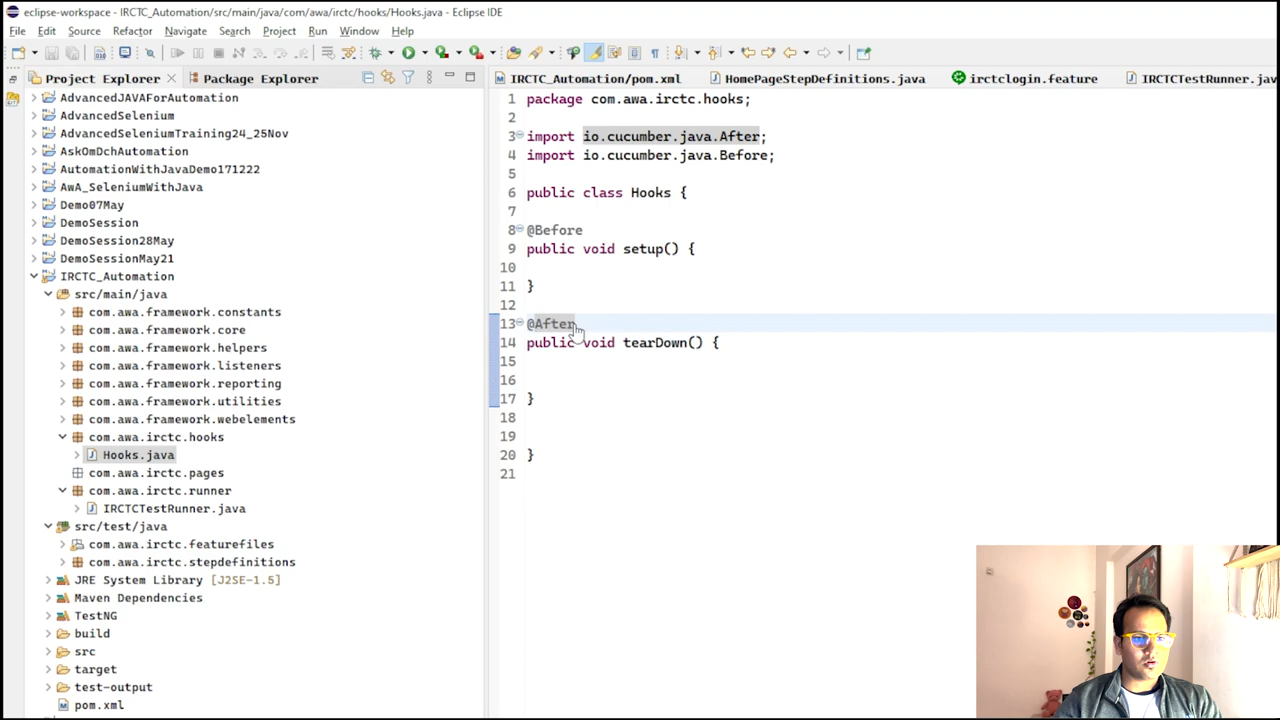 eclipse-workspace - IRCTC_Automation/src/main/java/com/awa/irctc/hooks/Hooks.java - Eclipse IDE
File Edit Source Refactor Navigate Search Project Run Window Help
Project Explorer Package Explorer
IRCTC_Automation/pom.xml HomePageStepDefinitions.java irctclogin.feature IRCTCTestRunner.jav
AdvancedJAVAForAutomation
AdvancedSelenium
AdvancedSeleniumTraining24_25Nov
AskOmDchAutomation
AutomationWithJavaDemo171222
AwA_SeleniumWithJava
Demo07May
DemoSession
DemoSession28May
DemoSessionMay21
IRCTC_Automation
src/main/java
com.awa.framework.constants
com.awa.framework.core
com.awa.framework.helpers
com.awa.framework.listeners
com.awa.framework.reporting
com.awa.framework.utilities
com.awa.framework.webelements
com.awa.irctc.hooks
Hooks.java
com.awa.irctc.pages
com.awa.irctc.runner
IRCTCTestRunner.java
src/test/java
com.awa.irctc.featurefiles
com.awa.irctc.stepdefinitions
JRE System Library [J2SE-1.5]
Maven Dependencies
TestNG
build
src
target
test-output
pom.xml
1 package com.awa.irctc.hooks;
2
3 import io.cucumber.java.After;
4 import io.cucumber.java.Before;
5
6 public class Hooks {
7
8 @Before
9 public void setup() {
10
11 }
12
13 @After
14 public void tearDown() {
15
16
17 }
18
19
20 }
21